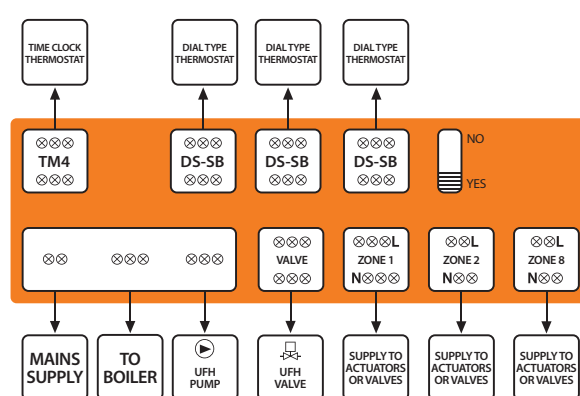 TIME CLOCK
THERMOSTAT
DIAL TYPE
THERMOSTAT
DIAL TYPE
THERMOSTAT
DIAL TYPE
THERMOSTAT
TM4
DS-SB
DS-SB
DS-SB
NO
YES
VALVE
L
ZONE 1
N
L
ZONE 2
N
L
ZONE 8
N
MAINS
SUPPLY
TO
BOILER
UFH
PUMP
UFH
VALVE
SUPPLY TO
ACTUATORS
OR VALVES
SUPPLY TO
ACTUATORS
OR VALVES
SUPPLY TO
ACTUATORS
OR VALVES